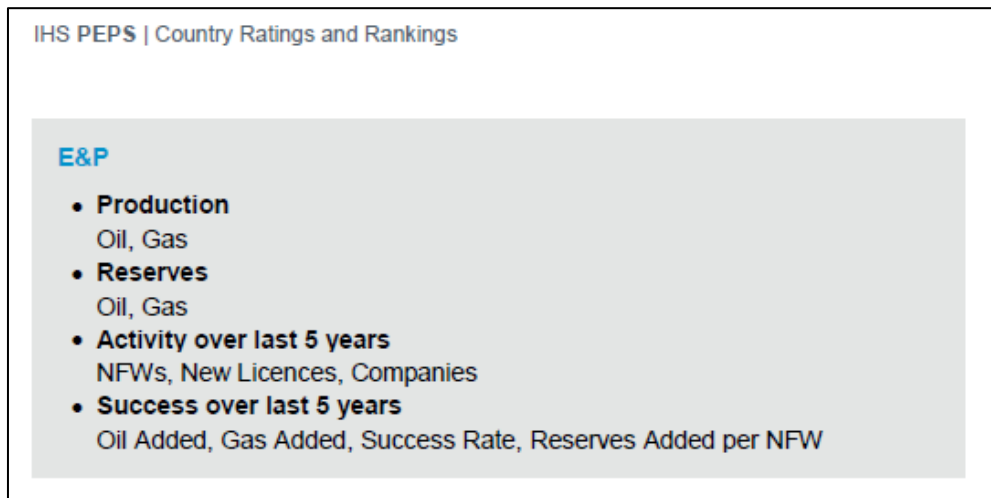 IHS PEPS | Country Ratings and Rankings
E&P
• Production
Oil, Gas
• Reserves
Oil, Gas
• Activity over last 5 years
NFWs, New Licences, Companies
• Success over last 5 years
Oil Added, Gas Added, Success Rate, Reserves Added per NFW